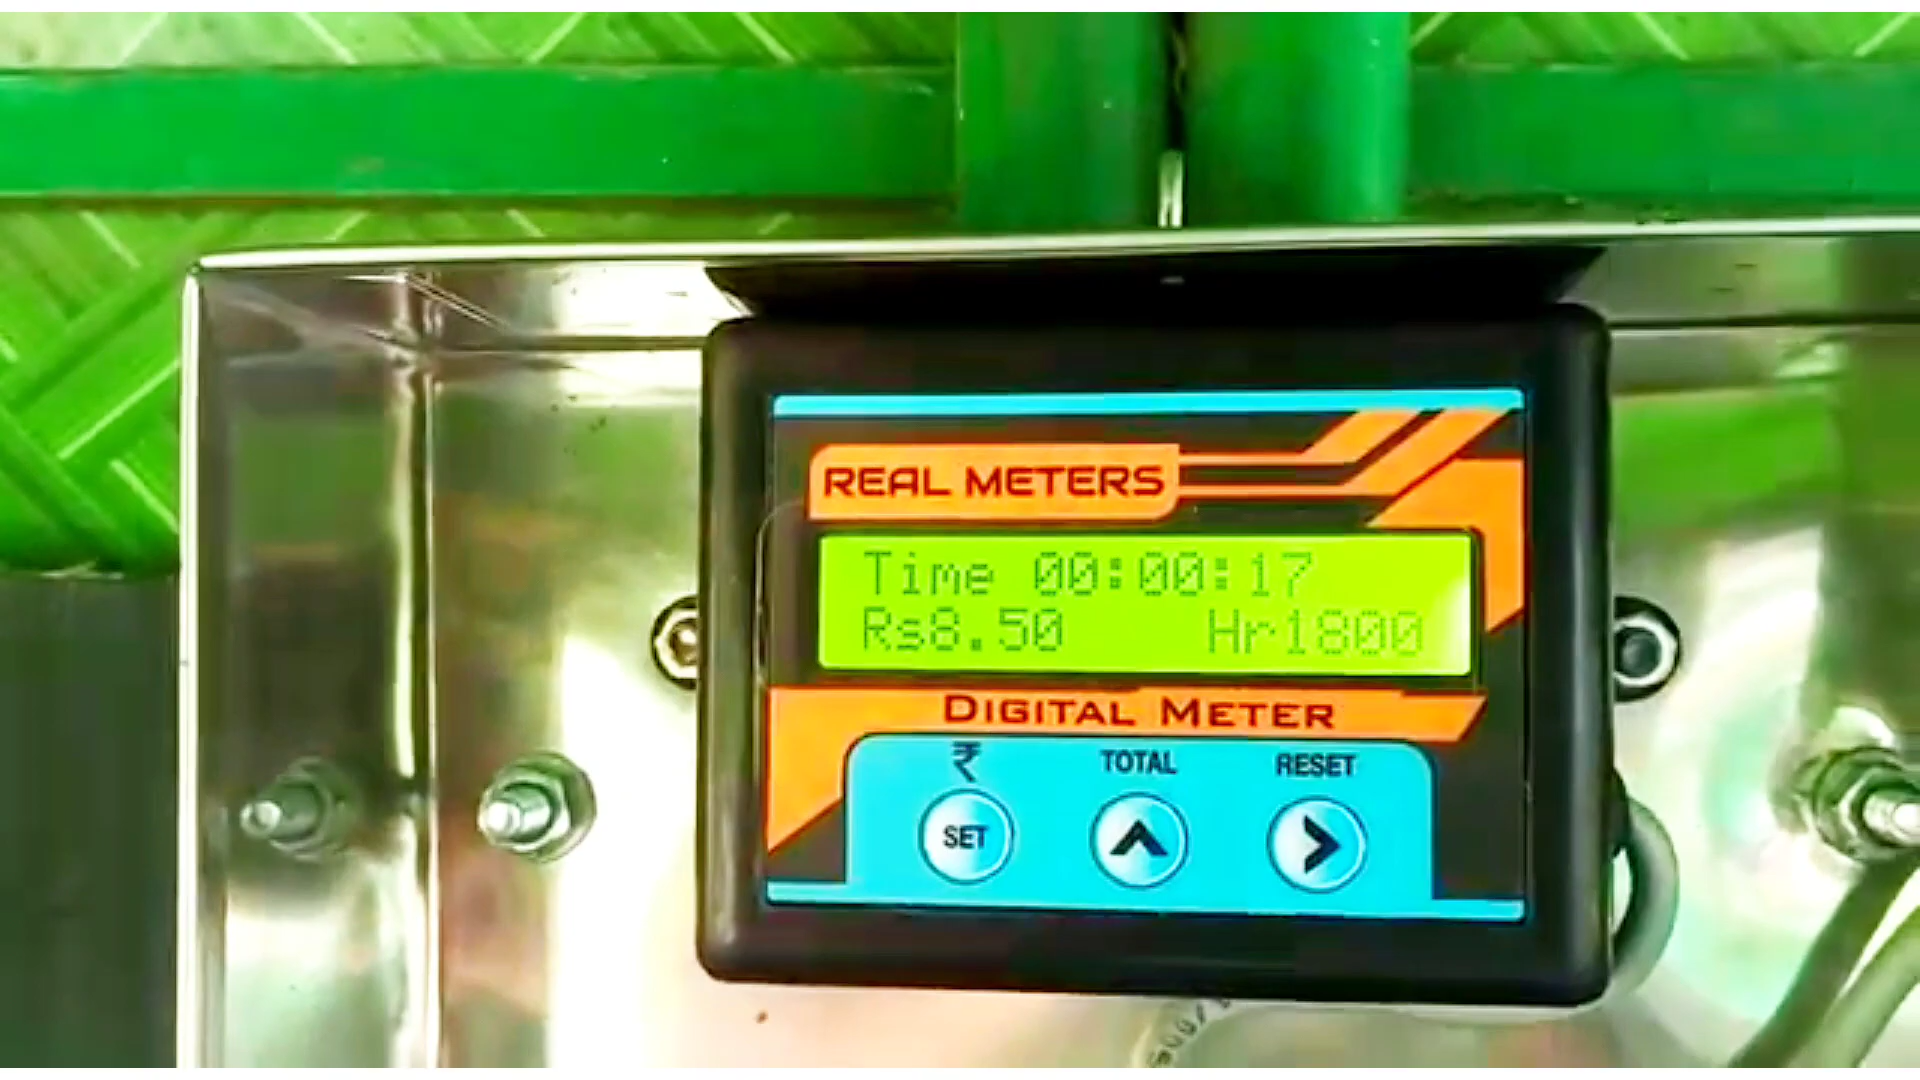 REAL METERS
Time 00:00:17
Rs8.50 Hr1800
DIGITAL METER
₹ TOTAL RESET
SET